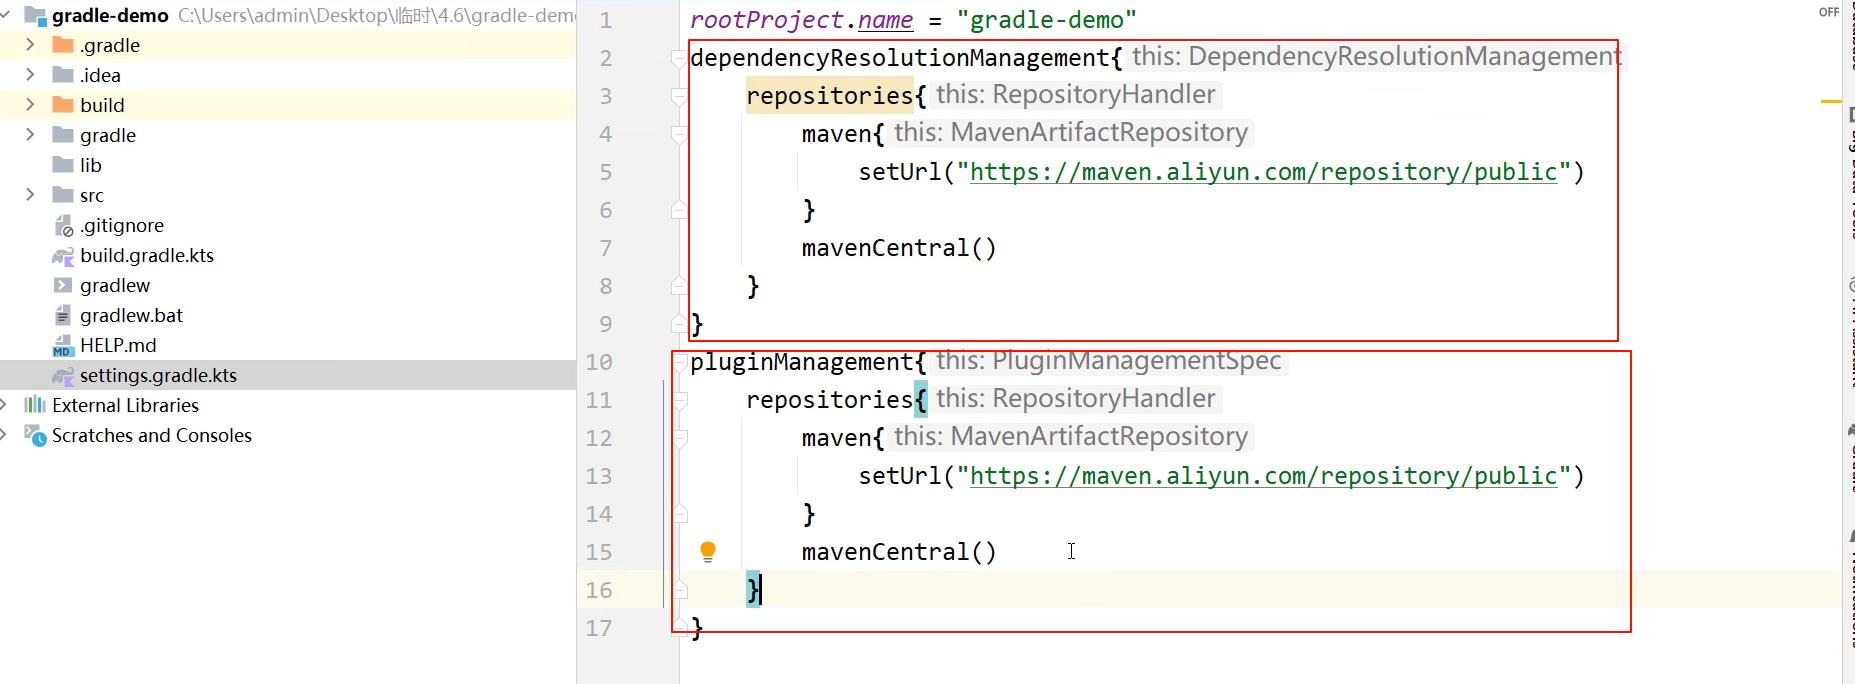 gradle-demo C:\Users\admin\Desktop\临时\4.6\gradle-dem
.gradle
.idea
build
gradle
lib
src
.gitignore
build.gradle.kts
gradlew
gradlew.bat
HELP.md
settings.gradle.kts
External Libraries
Scratches and Consoles
1 rootProject.name = "gradle-demo"
2 dependencyResolutionManagement{ this: DependencyResolutionManagement
3 repositories{ this: RepositoryHandler
4 maven{ this: MavenArtifactRepository
5 setUrl("https://maven.aliyun.com/repository/public")
6 }
7 mavenCentral()
8 }
9 }
10 pluginManagement{ this: PluginManagementSpec
11 repositories{ this: RepositoryHandler
12 maven{ this: MavenArtifactRepository
13 setUrl("https://maven.aliyun.com/repository/public")
14 }
15 mavenCentral()
16 }
17 }
OFF